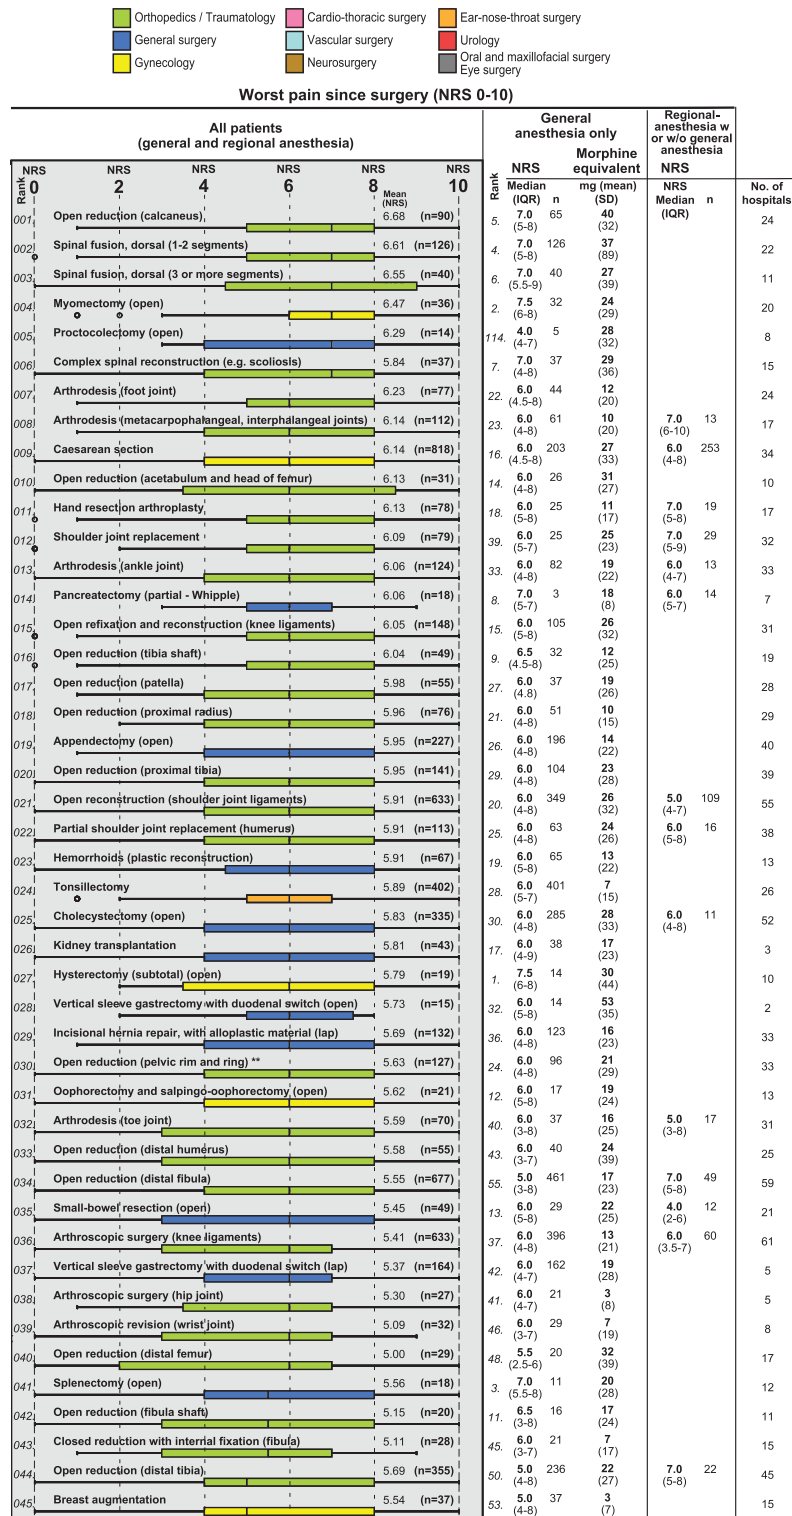 Orthopedics / Traumatology Cardio-thoracic surgery Ear-nose-throat surgery
General surgery Vascular surgery Urology
Gynecology Neurosurgery Oral and maxillofacial surgery
Eye surgery
Worst pain since surgery (NRS 0-10)
All patients
(general and regional anesthesia)
General
anesthesia only
Regional-
anesthesia w
or w/o general
anesthesia
Rank NRS 0 NRS 2 NRS 4 NRS 6 NRS 8 NRS 10
Mean (NRS)
Rank NRS Median (IQR) n Morphine equivalent mg (mean) (SD)
NRS NRS Median (IQR) n
No. of hospitals
001. Open reduction (calcaneus) 6.68 (n=90) 5. 7.0 (5-8) 65 40 (32) 24
002. Spinal fusion, dorsal (1-2 segments) 6.61 (n=126) 4. 7.0 (5-8) 126 37 (89) 22
003. Spinal fusion, dorsal (3 or more segments) 6.55 (n=40) 6. 7.0 (5.5-9) 40 27 (39) 11
004. Myomectomy (open) 6.47 (n=36) 2. 7.5 (6-8) 32 24 (29) 20
005. Proctocolectomy (open) 6.29 (n=14) 114. 4.0 (4-7) 5 28 (32) 8
006. Complex spinal reconstruction (e.g. scoliosis) 5.84 (n=37) 7. 7.0 (4-8) 37 29 (36) 15
007. Arthrodesis (foot joint) 6.23 (n=77) 22. 6.0 (4.5-8) 44 12 (20) 24
008. Arthrodesis (metacarpophalangeal, interphalangeal joints) 6.14 (n=112) 23. 6.0 (4-8) 61 10 (20) 7.0 (6-10) 13 17
009. Caesarean section 6.14 (n=818) 16. 6.0 (4.5-8) 203 27 (33) 6.0 (4-8) 253 34
010. Open reduction (acetabulum and head of femur) 6.13 (n=31) 14. 6.0 (4-8) 26 31 (27) 10
011. Hand resection arthroplasty 6.13 (n=78) 18. 6.0 (5-8) 25 11 (17) 7.0 (5-8) 19 17
012. Shoulder joint replacement 6.09 (n=79) 39. 6.0 (5-7) 25 25 (23) 7.0 (5-9) 29 32
013. Arthrodesis (ankle joint) 6.06 (n=124) 33. 6.0 (4-8) 82 19 (22) 6.0 (4-7) 13 33
014. Pancreatectomy (partial - Whipple) 6.06 (n=18) 8. 7.0 (5-7) 3 18 (8) 6.0 (5-7) 14 7
015. Open refixation and reconstruction (knee ligaments) 6.05 (n=148) 15. 6.0 (5-8) 105 26 (32) 31
016. Open reduction (tibia shaft) 6.04 (n=49) 9. 6.5 (4.5-8) 32 12 (25) 19
017. Open reduction (patella) 5.98 (n=55) 27. 6.0 (4.8) 37 19 (26) 28
018. Open reduction (proximal radius) 5.96 (n=76) 21. 6.0 (4-8) 51 10 (15) 29
019. Appendectomy (open) 5.95 (n=227) 26. 6.0 (4-8) 196 14 (22) 40
020. Open reduction (proximal tibia) 5.95 (n=141) 29. 6.0 (4-8) 104 23 (28) 39
021. Open reconstruction (shoulder joint ligaments) 5.91 (n=633) 20. 6.0 (4-8) 349 26 (32) 5.0 (4-7) 109 55
022. Partial shoulder joint replacement (humerus) 5.91 (n=113) 25. 6.0 (4-8) 63 24 (26) 6.0 (5-8) 16 38
023. Hemorrhoids (plastic reconstruction) 5.91 (n=67) 19. 6.0 (5-8) 65 13 (22) 13
024. Tonsillectomy 5.89 (n=402) 28. 6.0 (5-7) 401 7 (15) 26
025. Cholecystectomy (open) 5.83 (n=335) 30. 6.0 (4-8) 285 28 (33) 6.0 (4-8) 11 52
026. Kidney transplantation 5.81 (n=43) 17. 6.0 (4-9) 38 17 (23) 3
027. Hysterectomy (subtotal) (open) 5.79 (n=19) 1. 7.5 (6-8) 14 30 (44) 10
028. Vertical sleeve gastrectomy with duodenal switch (open) 5.73 (n=15) 32. 6.0 (5-8) 14 53 (35) 2
029. Incisional hernia repair, with alloplastic material (lap) 5.69 (n=132) 36. 6.0 (4-8) 123 16 (23) 33
030. Open reduction (pelvic rim and ring) ** 5.63 (n=127) 24. 6.0 (4-8) 96 21 (29) 33
031. Oophorectomy and salpingo-oophorectomy (open) 5.62 (n=21) 12. 6.0 (5-8) 17 19 (24) 13
032. Arthrodesis (toe joint) 5.59 (n=70) 40. 6.0 (3-8) 37 16 (25) 5.0 (3-8) 17 31
033. Open reduction (distal humerus) 5.58 (n=55) 43. 6.0 (3-7) 40 24 (39) 25
034. Open reduction (distal fibula) 5.55 (n=677) 55. 5.0 (3-8) 461 17 (23) 7.0 (5-8) 49 59
035. Small-bowel resection (open) 5.45 (n=49) 13. 6.0 (5-8) 29 22 (25) 4.0 (2-6) 12 21
036. Arthroscopic surgery (knee ligaments) 5.41 (n=633) 37. 6.0 (4-8) 396 13 (21) 6.0 (3.5-7) 60 61
037. Vertical sleeve gastrectomy with duodenal switch (lap) 5.37 (n=164) 42. 6.0 (4-7) 162 19 (28) 5
038. Arthroscopic surgery (hip joint) 5.30 (n=27) 41. 6.0 (4-7) 21 3 (8) 5
039. Arthroscopic revision (wrist joint) 5.09 (n=32) 46. 6.0 (3-7) 29 7 (19) 8
040. Open reduction (distal femur) 5.00 (n=29) 48. 5.5 (2.5-6) 20 32 (39) 17
041. Splenectomy (open) 5.56 (n=18) 3. 7.0 (5.5-8) 11 20 (28) 12
042. Open reduction (fibula shaft) 5.15 (n=20) 11. 6.5 (3-8) 16 17 (24) 11
043. Closed reduction with internal fixation (fibula) 5.11 (n=28) 45. 6.0 (3-7) 21 7 (17) 15
044. Open reduction (distal tibia) 5.69 (n=355) 50. 5.0 (4-8) 236 22 (27) 7.0 (5-8) 22 45
045. Breast augmentation 5.54 (n=37) 53. 5.0 (4-8) 37 3 (7) 15